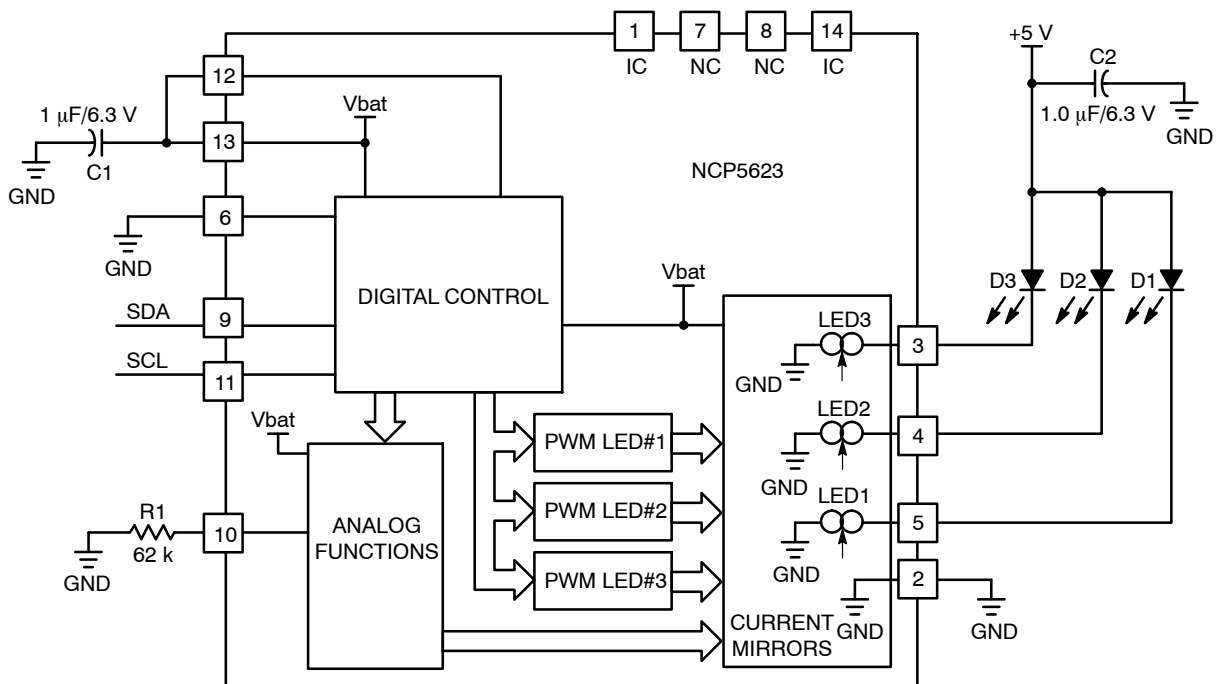 1
7
8
14
IC
NC
NC
IC
+5 V
C2
1.0 μF/6.3 V
GND
12
Vbat
1 μF/6.3 V
13
C1
GND
NCP5623
6
GND
DIGITAL CONTROL
Vbat
SDA
9
SCL
11
D3
D2
D1
LED3
3
GND
Vbat
LED2
4
GND
PWM LED#1
LED1
5
GND
PWM LED#2
R1
10
62 k
GND
ANALOG
FUNCTIONS
PWM LED#3
2
GND
GND
CURRENT
MIRRORS